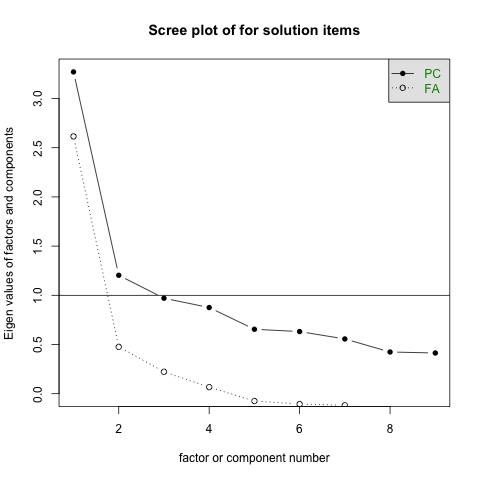 Scree plot of for solution items
PC
FA
Eigen values of factors and components
3.0
2.5
2.0
1.5
1.0
0.5
0.0
2 4 6 8
factor or component number